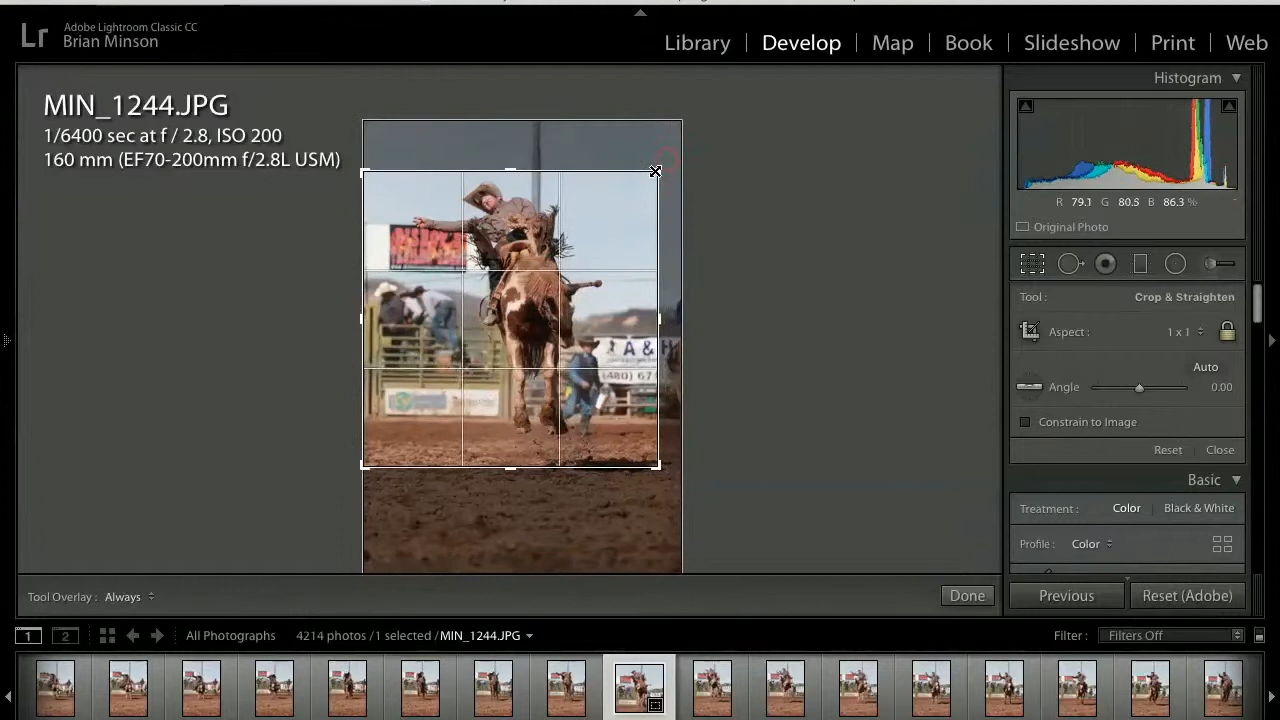 Lr
Adobe Lightroom Classic CC
Brian Minson
Library | Develop | Map | Book | Slideshow | Print | Web
MIN_1244.JPG
1/6400 sec at f / 2.8, ISO 200
160 mm (EF70-200mm f/2.8L USM)
Histogram
R 79.1 G 80.5 B 86.3 %
Original Photo
Tool : Crop & Straighten
Aspect : 1 x 1
Auto
Angle 0.00
Constrain to Image
Reset Close
Basic
Treatment : Color Black & White
Profile : Color
A & H
(480) 67
Tool Overlay : Always
Done
Previous
Reset (Adobe)
1 2
All Photographs
4214 photos / 1 selected / MIN_1244.JPG
Filter : Filters Off